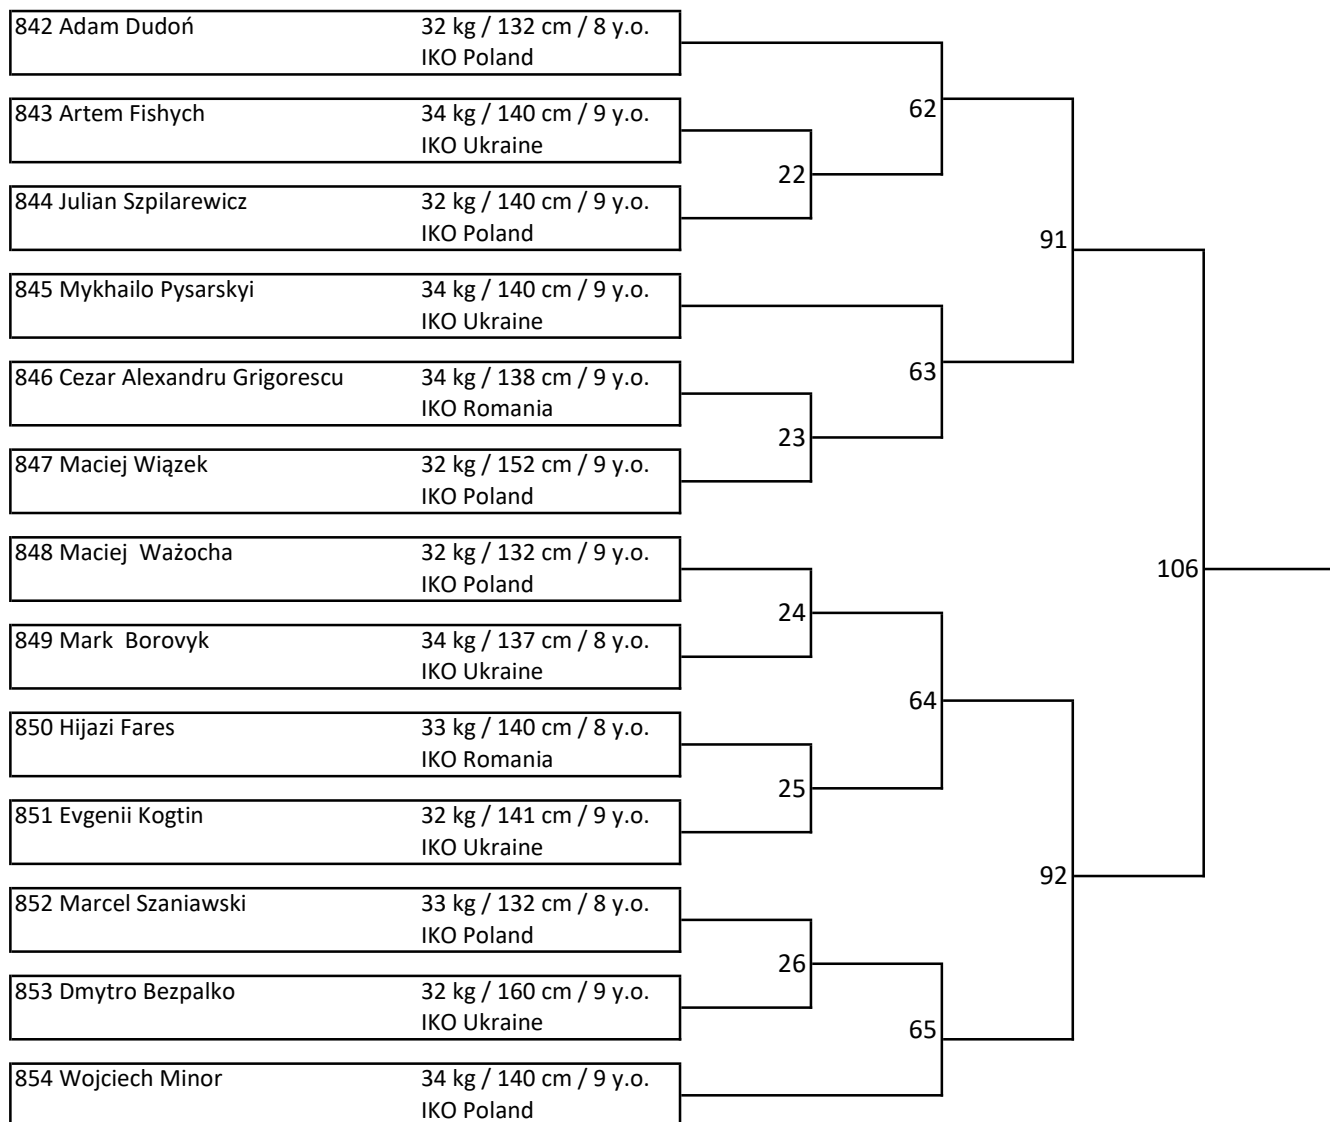 842 Adam Dudoń 32 kg / 132 cm / 8 y.o.
IKO Poland
843 Artem Fishych 34 kg / 140 cm / 9 y.o.
IKO Ukraine
62
22
844 Julian Szpilarewicz 32 kg / 140 cm / 9 y.o.
IKO Poland
91
845 Mykhailo Pysarskyi 34 kg / 140 cm / 9 y.o.
IKO Ukraine
846 Cezar Alexandru Grigorescu 34 kg / 138 cm / 9 y.o.
IKO Romania
63
23
847 Maciej Wiązek 32 kg / 152 cm / 9 y.o.
IKO Poland
848 Maciej  Ważocha 32 kg / 132 cm / 9 y.o.
IKO Poland
106
24
849 Mark  Borovyk 34 kg / 137 cm / 8 y.o.
IKO Ukraine
64
850 Hijazi Fares 33 kg / 140 cm / 8 y.o.
IKO Romania
25
851 Evgenii Kogtin 32 kg / 141 cm / 9 y.o.
IKO Ukraine
92
852 Marcel Szaniawski 33 kg / 132 cm / 8 y.o.
IKO Poland
26
853 Dmytro Bezpalko 32 kg / 160 cm / 9 y.o.
IKO Ukraine
65
854 Wojciech Minor 34 kg / 140 cm / 9 y.o.
IKO Poland